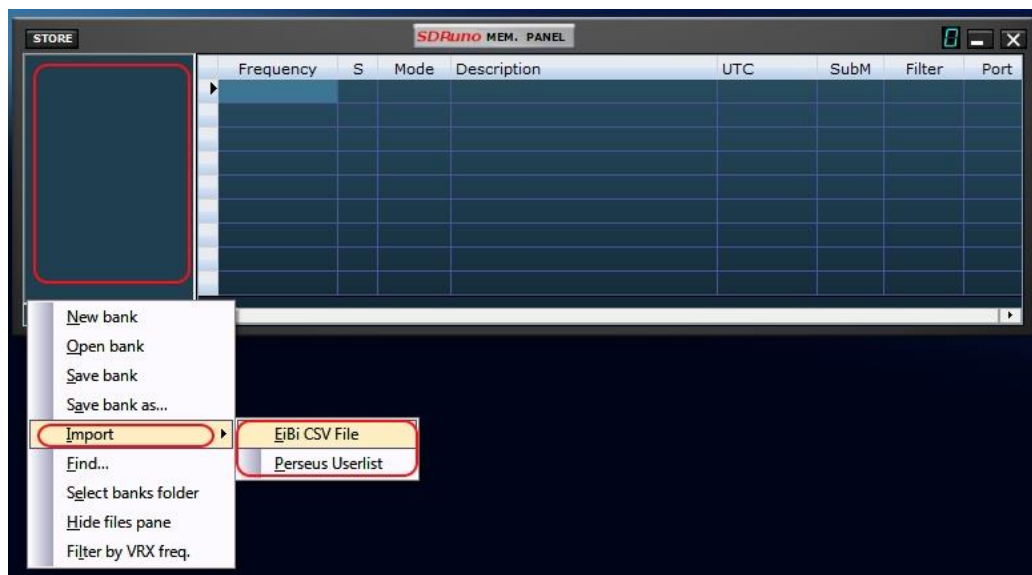 STORE
SDRuno MEM. PANEL
Frequency S Mode Description UTC SubM Filter Port
New bank
Open bank
Save bank
Save bank as...
Import
EiBi CSV File
Find...
Perseus Userlist
Select banks folder
Hide files pane
Filter by VRX freq.